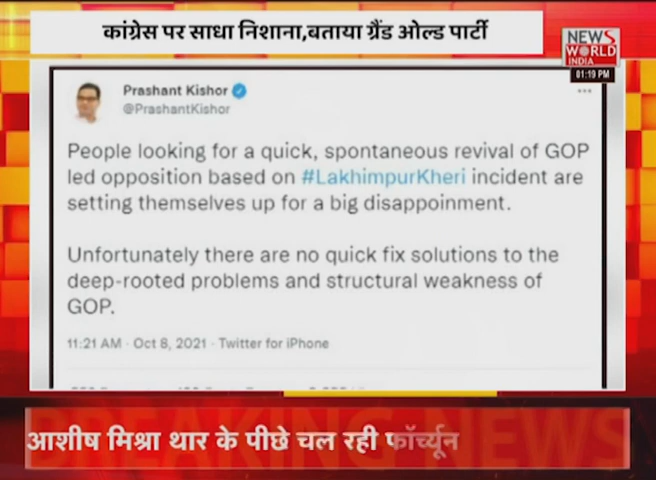 कांग्रेस पर साधा निशाना,बताया ग्रैंड ओल्ड पार्टी
NEWS
WORLD
INDIA
01:19 PM
Prashant Kishor
@PrashantKishor
People looking for a quick, spontaneous revival of GOP
led opposition based on #LakhimpurKheri incident are
setting themselves up for a big disappointment.
Unfortunately there are no quick fix solutions to the
deep-rooted problems and structural weakness of
GOP.
11:21 AM · Oct 8, 2021 · Twitter for iPhone
BREAKING NEWS
आशीष मिश्रा थार के पीछे चल रही फॉर्च्यून